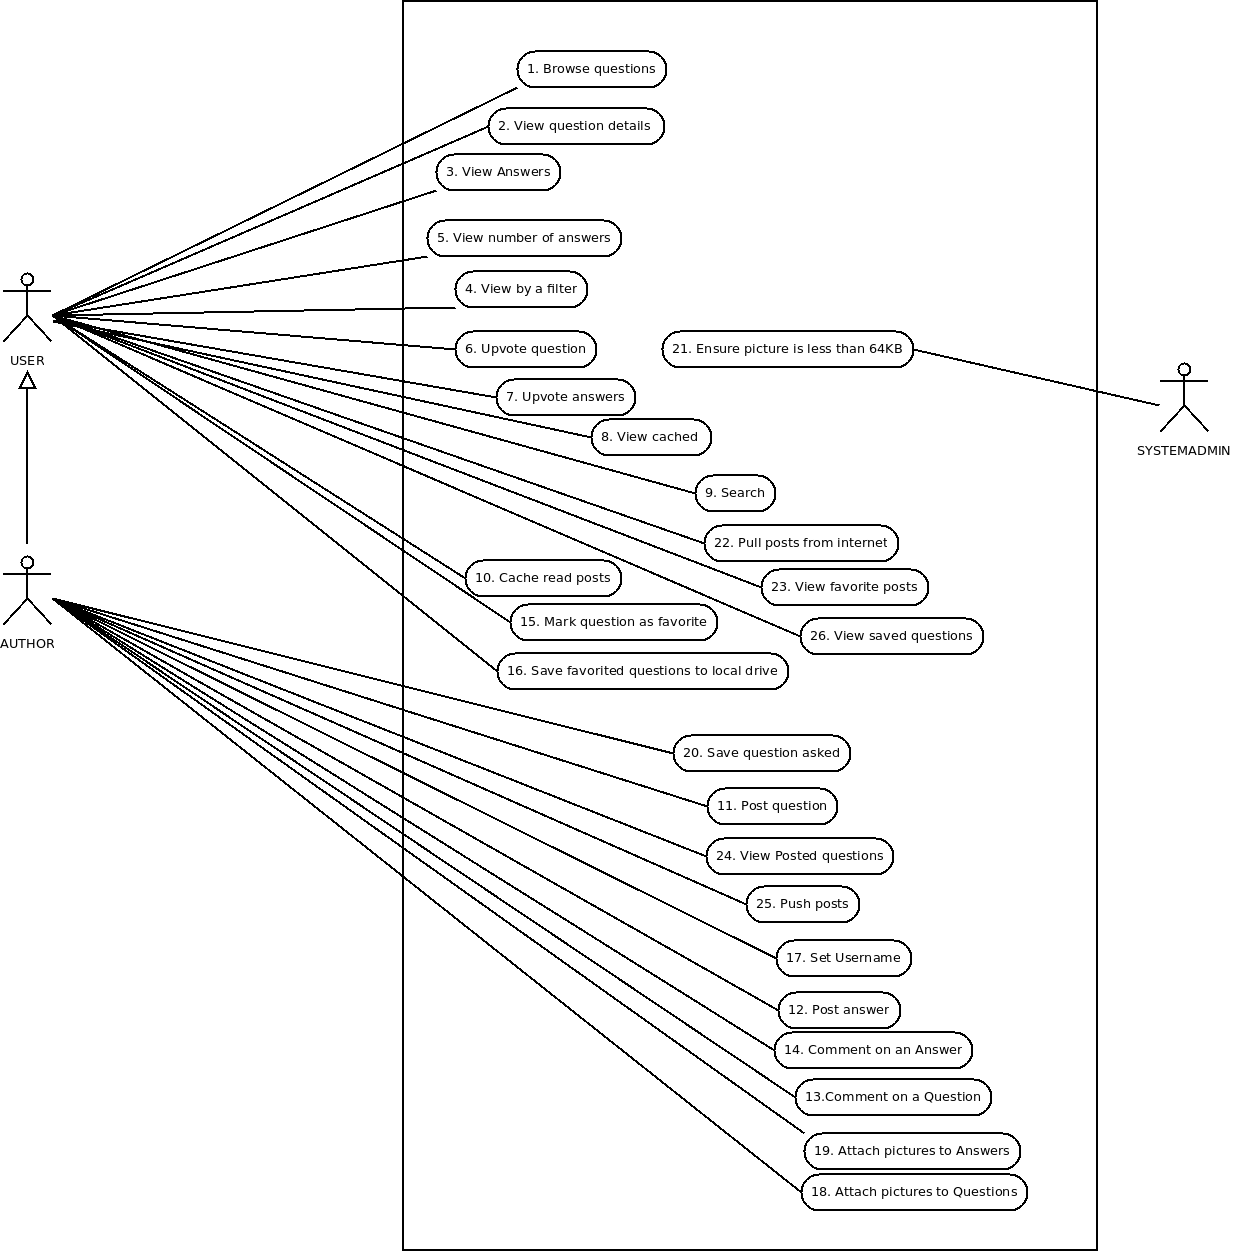 1. Browse questions
2. View question details
3. View Answers
5. View number of answers
4. View by a filter
USER
6. Upvote question
21. Ensure picture is less than 64KB
7. Upvote answers
8. View cached
SYSTEMADMIN
9. Search
22. Pull posts from internet
10. Cache read posts
23. View favorite posts
15. Mark question as favorite
26. View saved questions
AUTHOR
16. Save favorited questions to local drive
20. Save question asked
11. Post question
24. View Posted questions
25. Push posts
17. Set Username
12. Post answer
14. Comment on an Answer
13.Comment on a Question
19. Attach pictures to Answers
18. Attach pictures to Questions